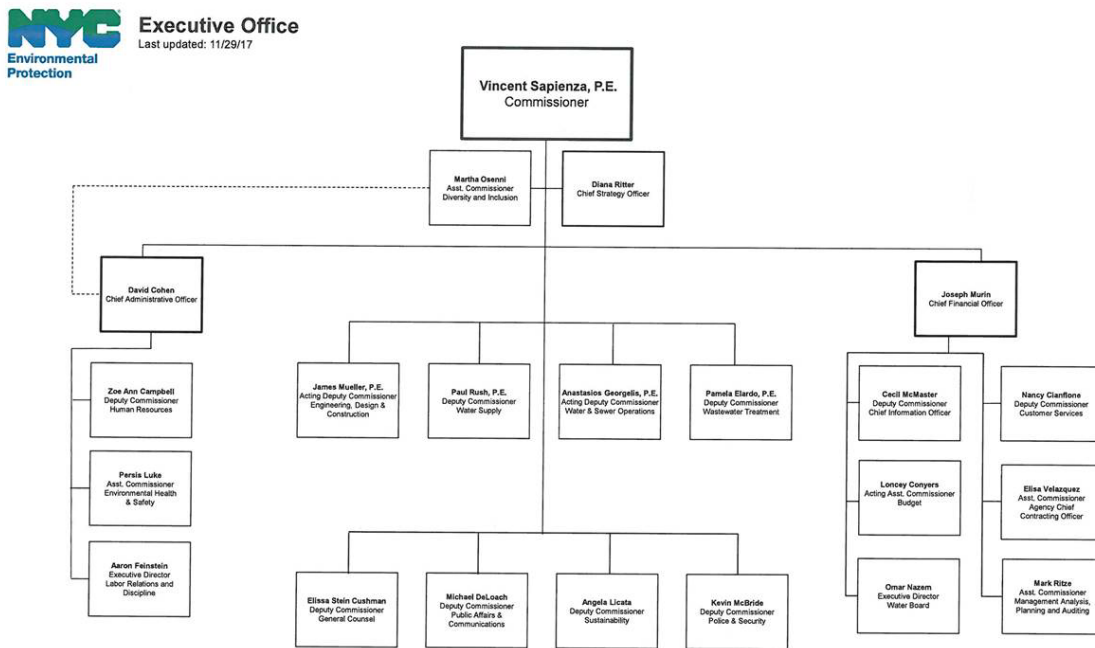 NYC
Environmental
Protection
Executive Office
Last updated: 11/29/17
Vincent Sapienza, P.E.
Commissioner
Martha Osenni
Asst. Commissioner
Diversity and Inclusion
Diana Ritter
Chief Strategy Officer
David Cohen
Chief Administrative Officer
Joseph Murin
Chief Financial Officer
Zoe Ann Campbell
Deputy Commissioner
Human Resources
Persis Luke
Asst. Commissioner
Environmental Health
& Safety
Aaron Feinstein
Executive Director
Labor Relations and
Discipline
James Mueller, P.E.
Acting Deputy Commissioner
Engineering, Design &
Construction
Paul Rush, P.E.
Deputy Commissioner
Water Supply
Anastasios Georgelis, P.E.
Acting Deputy Commissioner
Water & Sewer Operations
Pamela Elardo, P.E.
Deputy Commissioner
Wastewater Treatment
Elissa Stein Cushman
Deputy Commissioner
General Counsel
Michael DeLoach
Deputy Commissioner
Public Affairs &
Communications
Angela Licata
Deputy Commissioner
Sustainability
Kevin McBride
Deputy Commissioner
Police & Security
Cecil McMaster
Deputy Commissioner
Chief Information Officer
Loncey Conyers
Acting Asst. Commissioner
Budget
Omar Nazem
Executive Director
Water Board
Nancy Cianflone
Deputy Commissioner
Customer Services
Elisa Velazquez
Asst. Commissioner
Agency Chief
Contracting Officer
Mark Ritze
Asst. Commissioner
Management Analysis,
Planning and Auditing